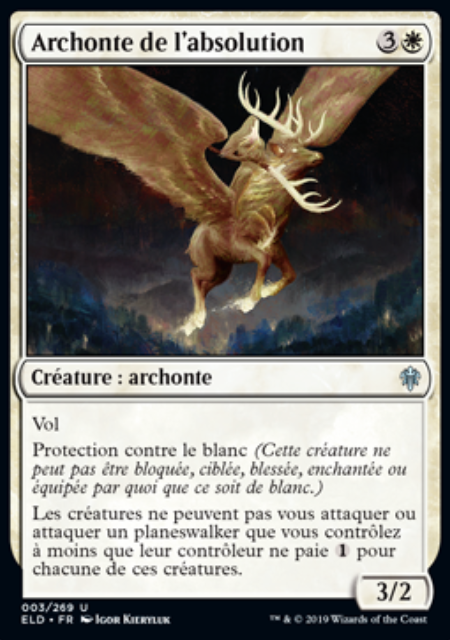 Archonte de l'absolution 3
Créature : archonte
Vol
Protection contre le blanc (Cette créature ne
peut pas être bloquée, ciblée, blessée, enchantée ou
équipée par quoi que ce soit de blanc.)
Les créatures ne peuvent pas vous attaquer ou
attaquer un planeswalker que vous contrôlez
à moins que leur contrôleur ne paie 1 pour
chacune de ces créatures.
3/2
003/269 U
ELD • FR Igor Kieryluk ™ & © 2019 Wizards of the Coast